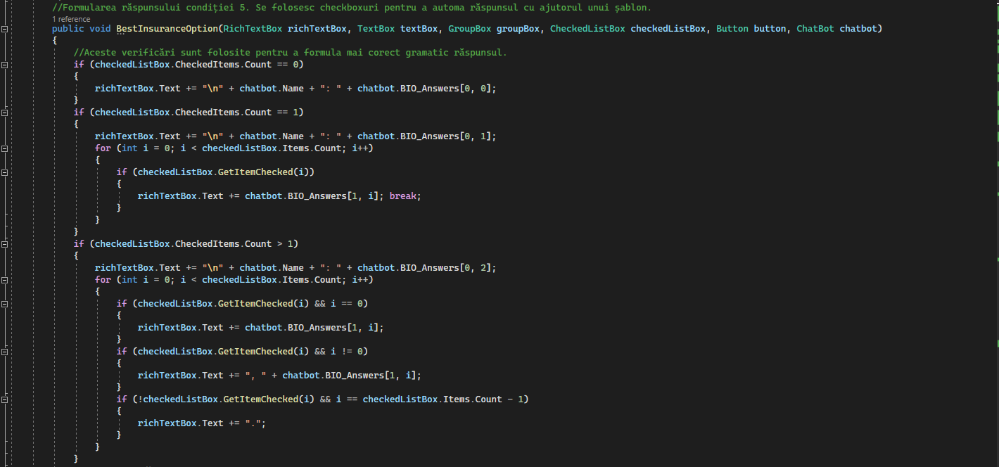 //Formularea răspunsului condiției 5. Se folosesc checkboxuri pentru a automa răspunsul cu ajutorul unui șablon.
1 reference
public void BestInsuranceOption(RichTextBox richTextBox, TextBox textBox, GroupBox groupBox, CheckedListBox checkedListBox, Button button, ChatBot chatbot)
{
//Aceste verificări sunt folosite pentru a formula mai corect gramatic răspunsul.
if (checkedListBox.CheckedItems.Count == 0)
{
richTextBox.Text += "\n" + chatbot.Name + ": " + chatbot.BIO_Answers[0, 0];
}
if (checkedListBox.CheckedItems.Count == 1)
{
richTextBox.Text += "\n" + chatbot.Name + ": " + chatbot.BIO_Answers[0, 1];
for (int i = 0; i < checkedListBox.Items.Count; i++)
{
if (checkedListBox.GetItemChecked(i))
{
richTextBox.Text += chatbot.BIO_Answers[1, i]; break;
}
}
}
if (checkedListBox.CheckedItems.Count > 1)
{
richTextBox.Text += "\n" + chatbot.Name + ": " + chatbot.BIO_Answers[0, 2];
for (int i = 0; i < checkedListBox.Items.Count; i++)
{
if (checkedListBox.GetItemChecked(i) && i == 0)
{
richTextBox.Text += chatbot.BIO_Answers[1, i];
}
if (checkedListBox.GetItemChecked(i) && i != 0)
{
richTextBox.Text += ", " + chatbot.BIO_Answers[1, i];
}
if (!checkedListBox.GetItemChecked(i) && i == checkedListBox.Items.Count - 1)
{
richTextBox.Text += ".";
}
}
}